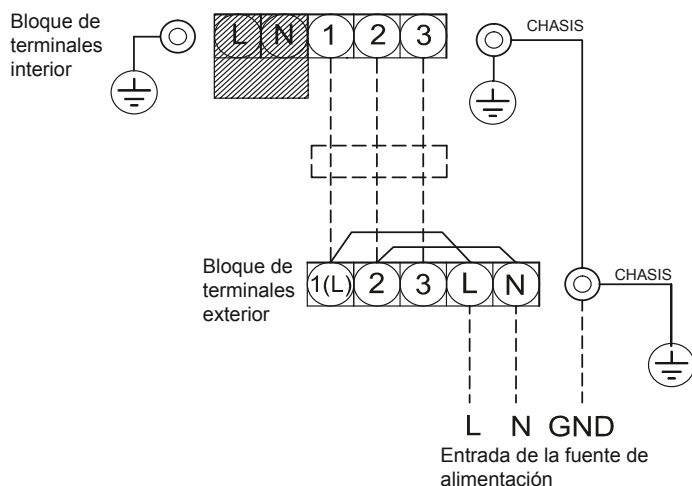 Bloque de
terminales
interior
L N 1 2 3
CHASIS
Bloque de
terminales
exterior
1(L) 2 3 L N
CHASIS
L N GND
Entrada de la fuente de
alimentación